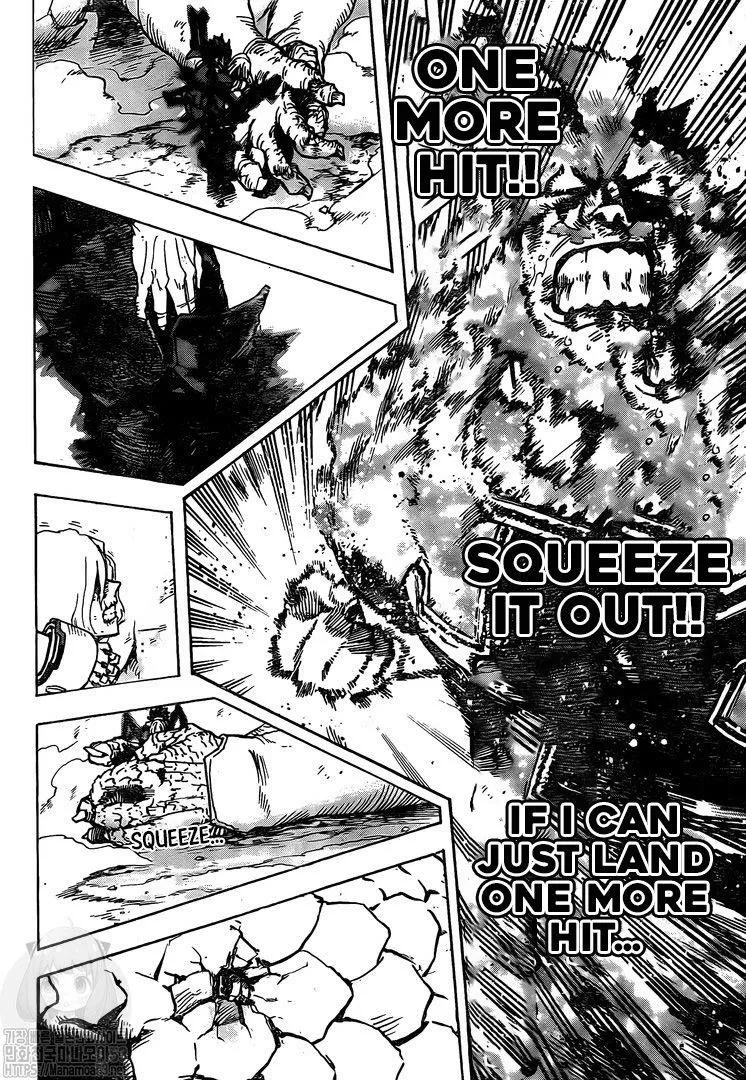 ONE
MORE
HIT!!
SQUEEZE
IT OUT!!
SQUEEZE...
IF I CAN
JUST LAND
ONE MORE
HIT...